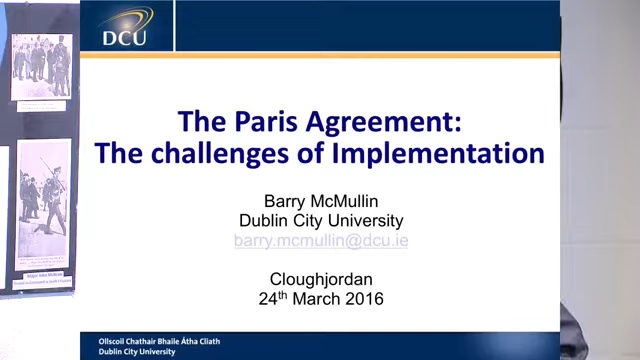 DCU
The Paris Agreement:
The challenges of Implementation
Barry McMullin
Dublin City University
barry.mcmullin@dcu.ie
Cloughjordan
24th March 2016
Ollscoil Chathair Bhaile Átha Cliath
Dublin City University